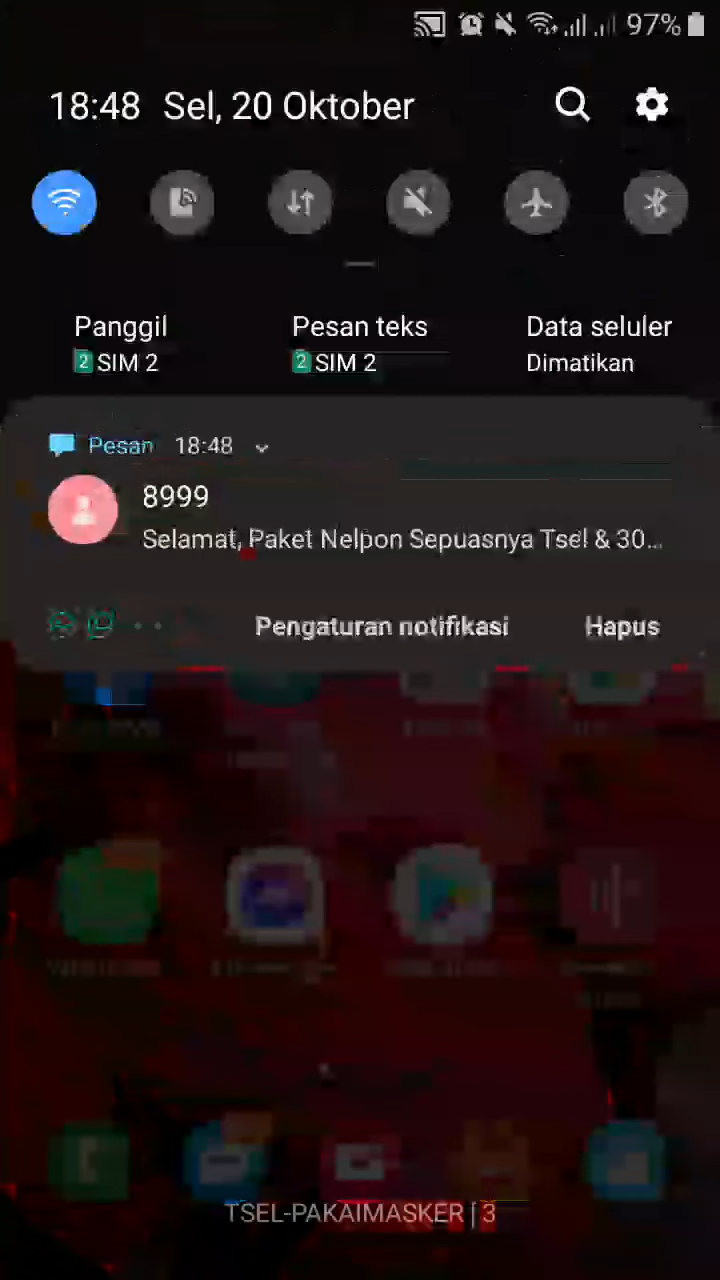 97%
18:48 Sel, 20 Oktober
Panggil
2 SIM 2
Pesan teks
2 SIM 2
Data seluler
Dimatikan
Pesan 18:48
8999
Selamat, Paket Nelpon Sepuasnya Tsel & 30...
Pengaturan notifikasi
Hapus
TSEL-PAKAIMASKER | 3